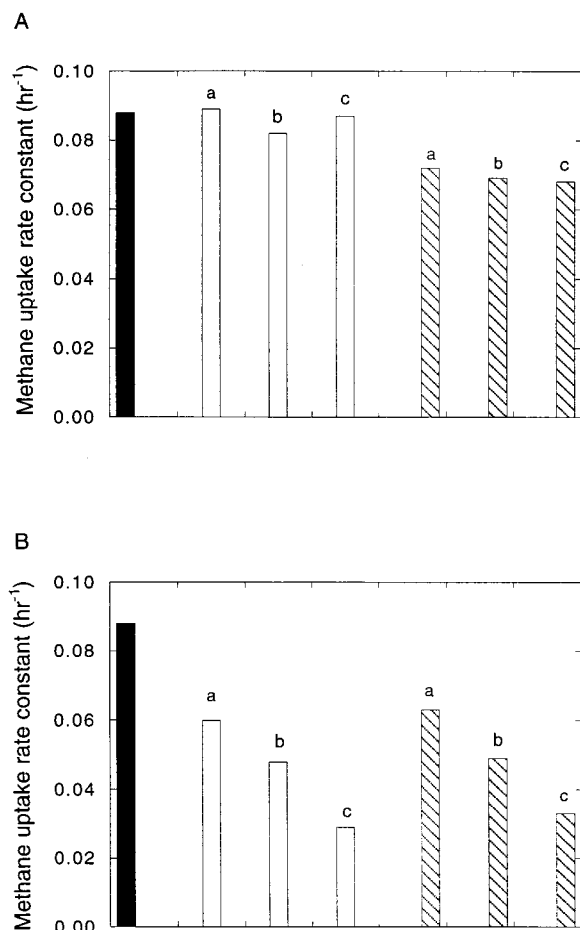 A
Methane uptake rate constant (hr-1)
0.10
0.08
0.06
0.04
0.02
0.00
a
b
c
a
b
c
B
Methane uptake rate constant (hr-1)
0.10
0.08
0.06
0.04
0.02
0.00
a
b
c
a
b
c